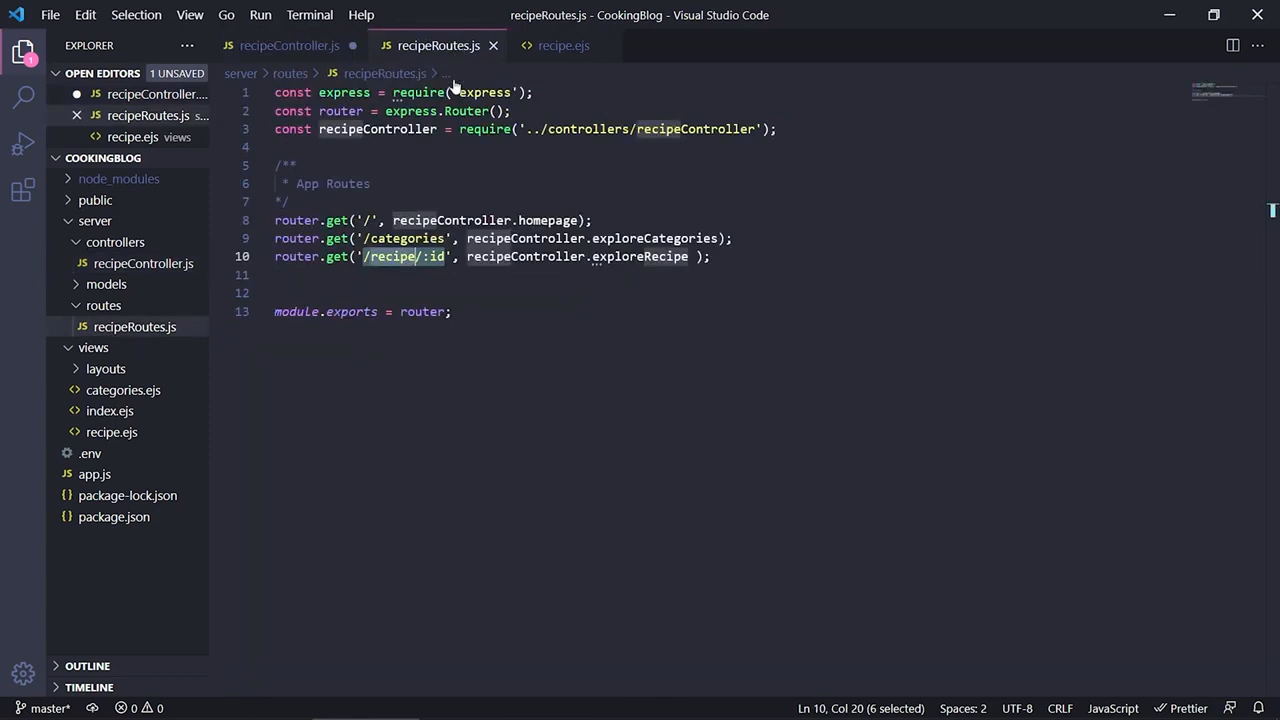 File Edit Selection View Go Run Terminal Help recipeRoutes.js - CookingBlog - Visual Studio Code
EXPLORER ··· recipeController.js recipeRoutes.js recipe.ejs ···
OPEN EDITORS 1 UNSAVED
recipeController....
recipeRoutes.js s...
recipe.ejs views
COOKINGBLOG
node_modules
public
server
controllers
recipeController.js
models
routes
recipeRoutes.js
views
layouts
categories.ejs
index.ejs
recipe.ejs
.env
app.js
package-lock.json
package.json
OUTLINE
TIMELINE
server > routes > recipeRoutes.js > ...
1 const express = require('express');
2 const router = express.Router();
3 const recipeController = require('../controllers/recipeController');
4
5 /**
6 * App Routes
7 */
8 router.get('/', recipeController.homepage);
9 router.get('/categories', recipeController.exploreCategories);
10 router.get('/recipe/:id', recipeController.exploreRecipe );
11
12
13 module.exports = router;
master* 0 0 Ln 10, Col 20 (6 selected) Spaces: 2 UTF-8 CRLF JavaScript Prettier